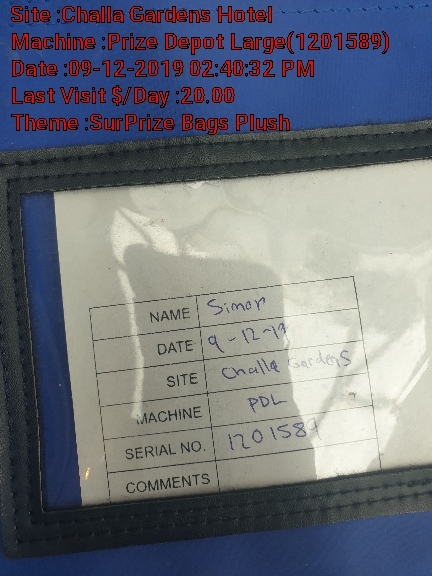 Site :Challa Gardens Hotel
Machine :Prize Depot Large(1201589)
Date :09-12-2019 02:40:32 PM
Last Visit $/Day :20.00
Theme :SurPrize Bags Plush
NAME Simon
DATE 9-12-19
SITE Challa Gardens
MACHINE PDL
SERIAL NO. 1201589
COMMENTS